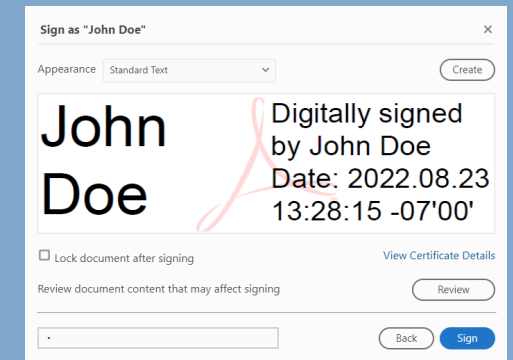 Sign as "John Doe"
×
Appearance Standard Text
Create
John
Doe
Digitally signed
by John Doe
Date: 2022.08.23
13:28:15 -07'00'
Lock document after signing
View Certificate Details
Review document content that may affect signing
Review
Back
Sign